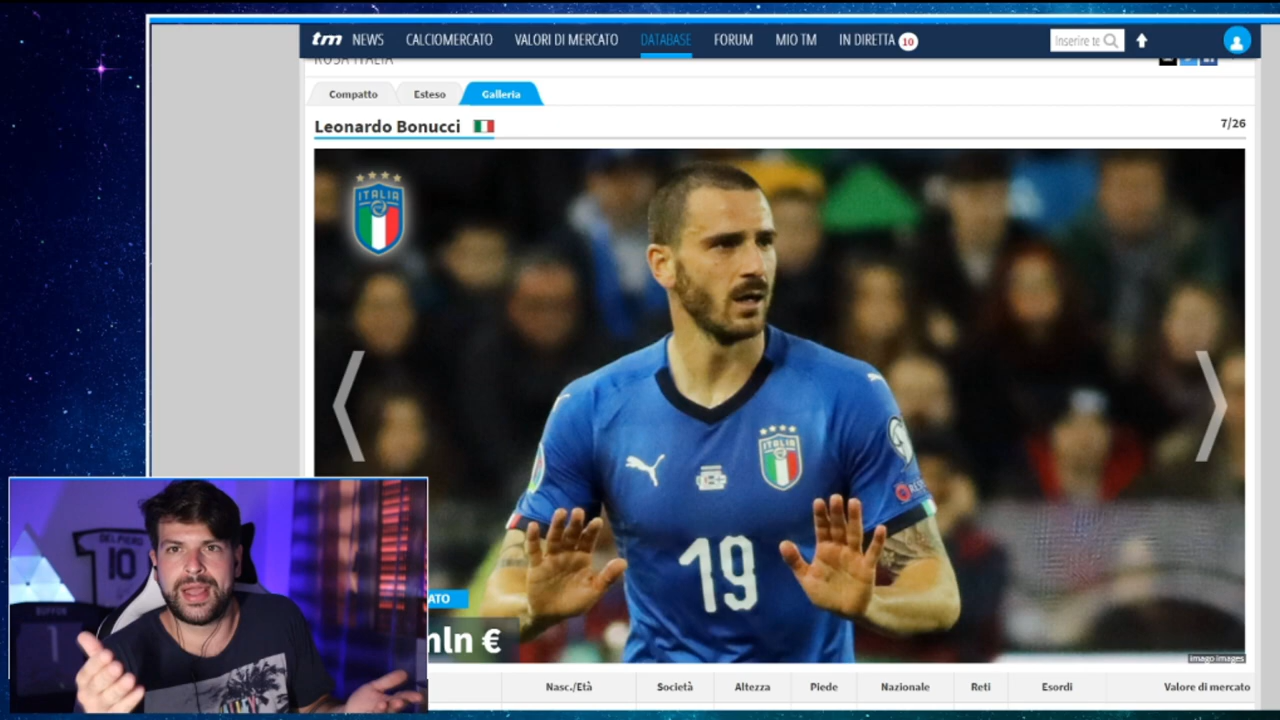 tm NEWS CALCIOMERCATO VALORI DI MERCATO DATABASE FORUM MIO TM IN DIRETTA 10 Inserire te
ROSA ITALIA
Compatto Esteso Galleria
Leonardo Bonucci 7/26
ITALIA
ITALIA
19
DEL PIERO
10
BUFFON
1
ATO
mln €
imago images
Nasc./Età Società Altezza Piede Nazionale Reti Esordi Valore di mercato